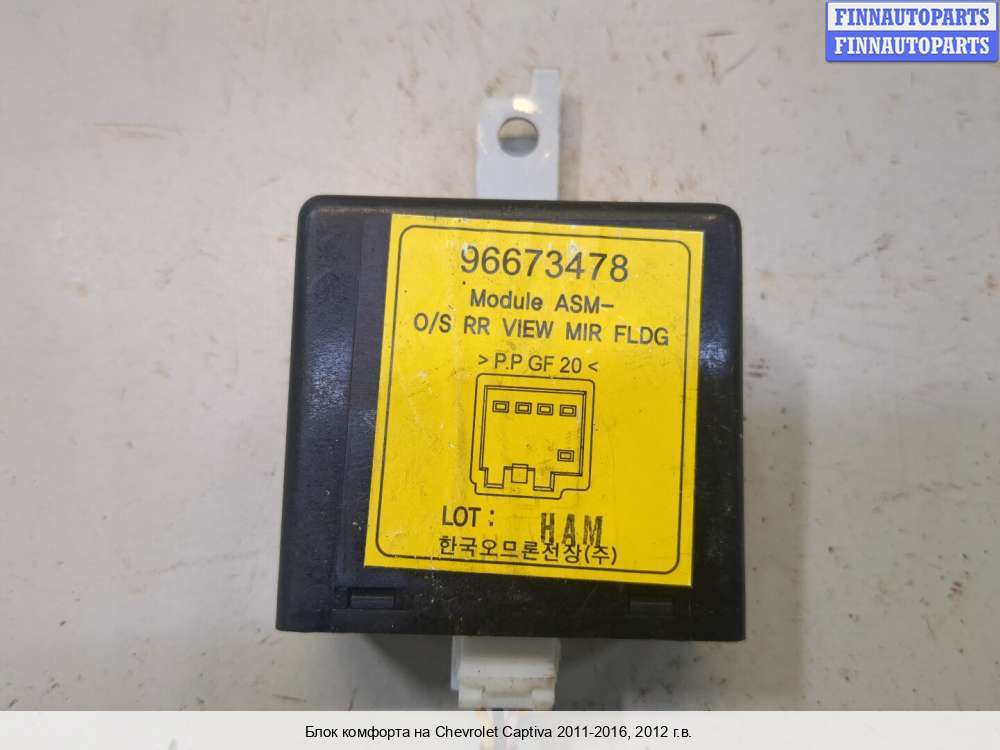 FINNAUTOPARTS
FINNAUTOPARTS
96673478
Module ASM-
O/S RR VIEW MIR FLDG
> P.P GF 20 <
LOT : HAM
한국오므론전장(주)
Блок комфорта на Chevrolet Captiva 2011-2016, 2012 г.в.